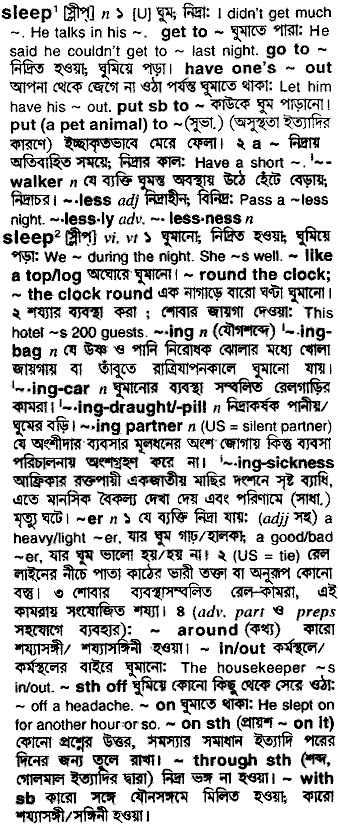 sleep¹ [স্লীপ] n ১ [U] ঘুম; নিদ্রা: I didn't get much
~. He talks in his ~. get to ~ ঘুমাতে পারা: He
said he couldn't get to ~ last night. go to ~
নিদ্রিত হওয়া; ঘুমিয়ে পড়া। have one's ~ out
আপনা থেকে জেগে না ওঠা পর্যন্ত ঘুমাতে থাকা: Let him
have his ~ out. put sb to ~ কাউকে ঘুম পাড়ানো।
put (a pet animal) to ~ (সুভা.) (অসুস্থতা ইত্যাদির
কারণে) ইচ্ছাকৃতভাবে মেরে ফেলা। ২ a ~ নিদ্রায়
অতিবাহিত সময়; নিদ্রার কাল: Have a short ~. '~-
walker n যে ব্যক্তি ঘুমন্ত অবস্থায় উঠে হেঁটে বেড়ায়;
নিদ্রাচর। ~·less adj নিদ্রাহীন; বিনিদ্র: Pass a ~less
night. ~·less·ly adv. ~·less·ness n
sleep² [স্লীপ] vi, vt ১ ঘুমানো; নিদ্রিত হওয়া; ঘুমিয়ে
পড়া: We ~ during the night. She ~s well. ~ like
a top/log অঘোরে ঘুমানো। ~ round the clock;
~ the clock round এক নাগাড়ে বারো ঘণ্টা ঘুমানো।
২ শয্যার ব্যবস্থা করা ; শোবার জায়গা দেওয়া: This
hotel ~s 200 guests. ~·ing n (যৌগশব্দে) '~·ing-
bag n যে উষ্ণ ও পানি নিরোধক ঝোলার মধ্যে খোলা
জায়গায় বা তাঁবুতে রাত্রিযাপনকালে ঘুমানো যায়।
'~·ing-car n ঘুমানোর ব্যবস্থা সম্বলিত রেলগাড়ির
কামরা। '~·ing-draught/-pill n নিদ্রাকর্ষক পানীয়/
ঘুমের বড়ি। ~·ing partner n (US = silent partner)
যে অংশীদার ব্যবসার মূলধনের অংশ জোগায় কিন্তু ব্যবসা
পরিচালনায় অংশগ্রহণ করে না। '~·ing-sickness
আফ্রিকার রক্তপায়ী একজাতীয় মাছির দংশনে সৃষ্ট ব্যাধি,
এতে মানসিক বৈকল্য দেখা দেয় এবং পরিণামে (সাধা.)
মৃত্যু ঘটে। ~er n ১ যে ব্যক্তি নিদ্রা যায়: (adjj সহ) a
heavy/light ~er, যার ঘুম গাঢ়/হালকা; a good/bad
~er, যার ঘুম ভালো হয়/হয় না। ২ (US = tie) রেল
লাইনের নীচে পাতা কাঠের ভারী তক্তা বা অনুরূপ কোনো
বস্তু। ৩ শোবার ব্যবস্থাসম্বলিত রেল-কামরা, এই
কামরায় সংযোজিত শয্যা। ৪ (adv. part ও preps
সহযোগে ব্যবহার): ~ around (কথ্য) কারো
শয্যাসঙ্গী/ শয্যাসঙ্গিনী হওয়া। ~ in/out কর্মস্থলে/
কর্মস্থলের বাইরে ঘুমানো: The housekeeper ~s
in/out. ~ sth off ঘুমিয়ে কোনো কিছু থেকে সেরে ওঠা:
~ off a headache. ~ on ঘুমাতে থাকা: He slept on
for another hour or so. ~ on sth (প্রায়শ ~ on it)
কোনো প্রশ্নের উত্তর, সমস্যার সমাধান ইত্যাদি পরের
দিনের জন্য তুলে রাখা। ~ through sth (শব্দ,
গোলমাল ইত্যাদির দ্বারা) নিদ্রা ভঙ্গ না হওয়া। ~ with
sb কারো সঙ্গে যৌনসঙ্গমে মিলিত হওয়া; কারো
শয্যাসঙ্গী/সঙ্গিনী হওয়া।